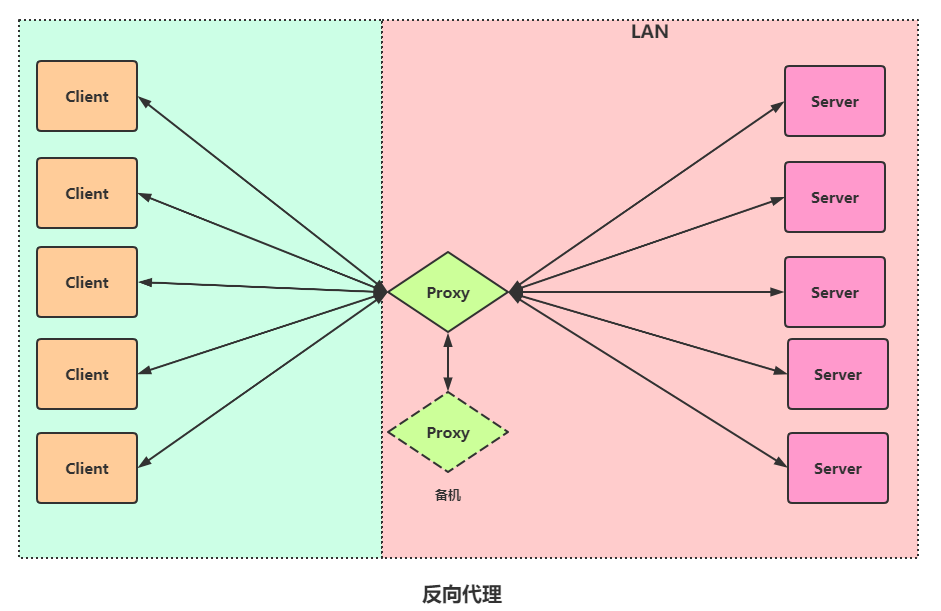 LAN
Client
Client
Client
Client
Client
Proxy
Proxy
备机
Server
Server
Server
Server
Server
反向代理